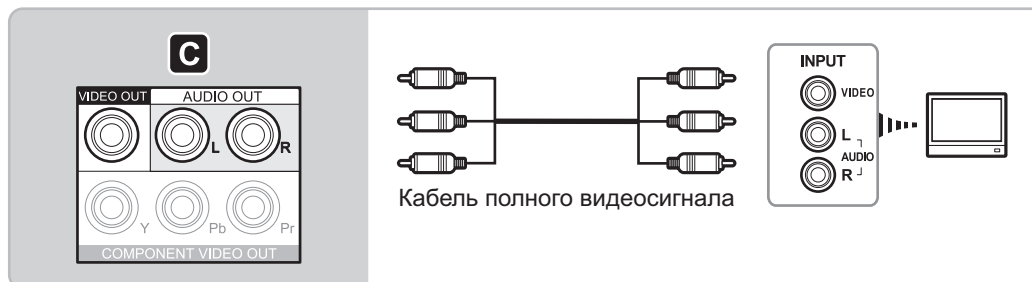 C
VIDEO OUT AUDIO OUT
L R
Y Pb Pr
COMPONENT VIDEO OUT
Кабель полного видеосигнала
INPUT
VIDEO
L
AUDIO
R